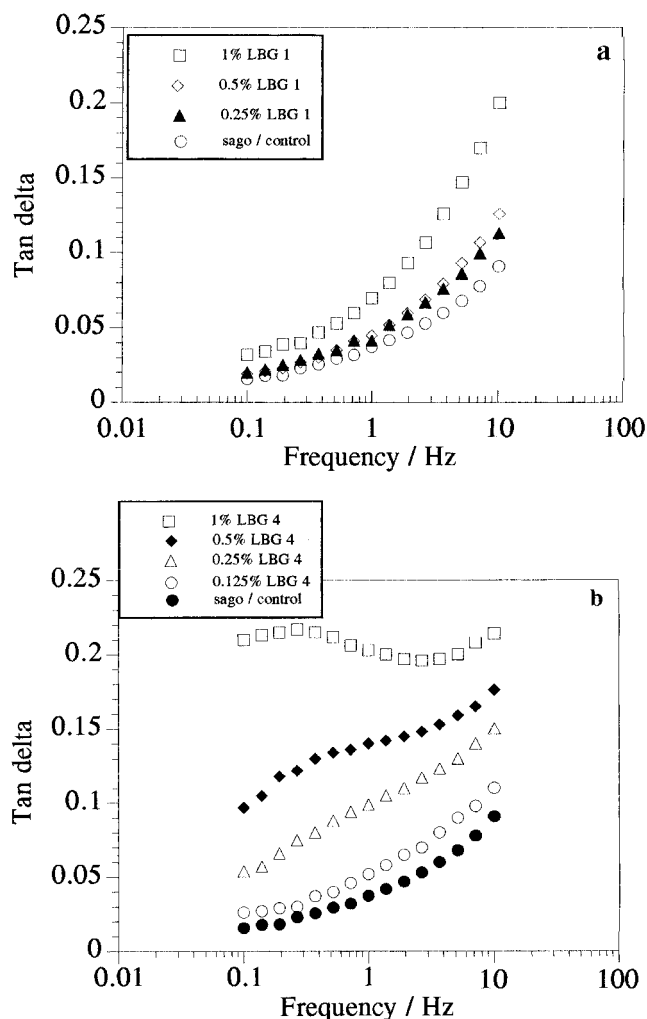 a
1% LBG 1
0.5% LBG 1
0.25% LBG 1
sago / control
0.25
0.2
0.15
0.1
0.05
0
Tan delta
0.01 0.1 1 10 100
Frequency / Hz
b
1% LBG 4
0.5% LBG 4
0.25% LBG 4
0.125% LBG 4
sago / control
0.25
0.2
0.15
0.1
0.05
0
Tan delta
0.01 0.1 1 10 100
Frequency / Hz